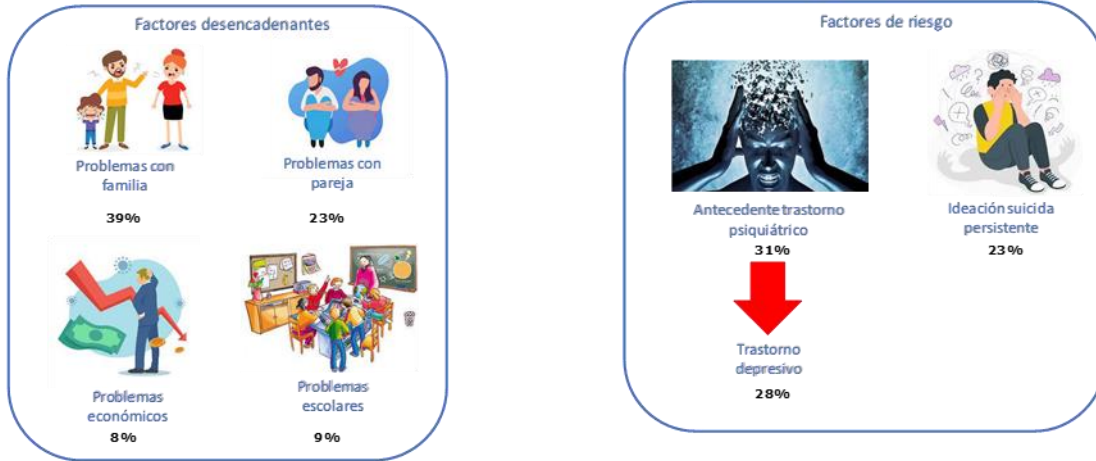 Factores desencadenantes
Problemas con
familia
39%
Problemas con
pareja
23%
Problemas
económicos
8%
Problemas
escolares
9%
Factores de riesgo
Antecedente trastorno
psiquiátrico
31%
Ideación suicida
persistente
23%
Trastorno
depresivo
28%